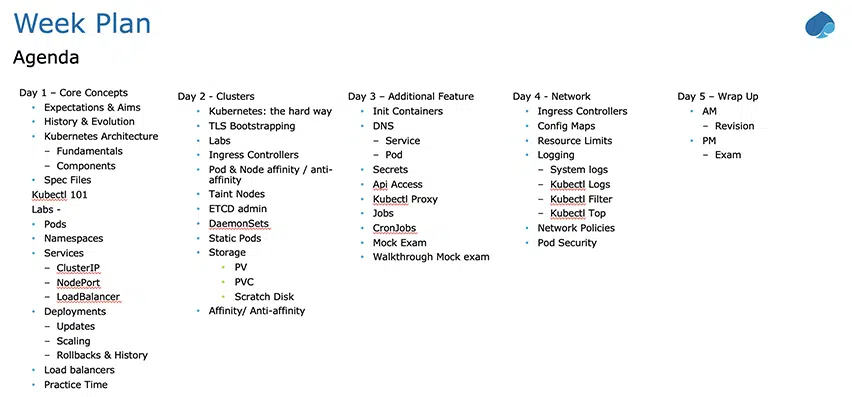 Week Plan
Agenda
Day 1 – Core Concepts
• Expectations & Aims
• History & Evolution
• Kubernetes Architecture
– Fundamentals
– Components
• Spec Files
Kubectl 101
Labs -
• Pods
• Namespaces
• Services
– ClusterIP
– NodePort
– LoadBalancer
• Deployments
– Updates
– Scaling
– Rollbacks & History
• Load balancers
• Practice Time
Day 2 - Clusters
• Kubernetes: the hard way
• TLS Bootstrapping
• Labs
• Ingress Controllers
• Pod & Node affinity / anti-
affinity
• Taint Nodes
• ETCD admin
• DaemonSets
• Static Pods
• Storage
• PV
• PVC
• Scratch Disk
• Affinity/ Anti-affinity
Day 3 – Additional Feature
• Init Containers
• DNS
– Service
– Pod
• Secrets
• Api Access
• Kubectl Proxy
• Jobs
• CronJobs
• Mock Exam
• Walkthrough Mock exam
Day 4 - Network
• Ingress Controllers
• Config Maps
• Resource Limits
• Logging
– System logs
– Kubectl Logs
– Kubectl Filter
– Kubectl Top
• Network Policies
• Pod Security
Day 5 – Wrap Up
• AM
– Revision
• PM
– Exam